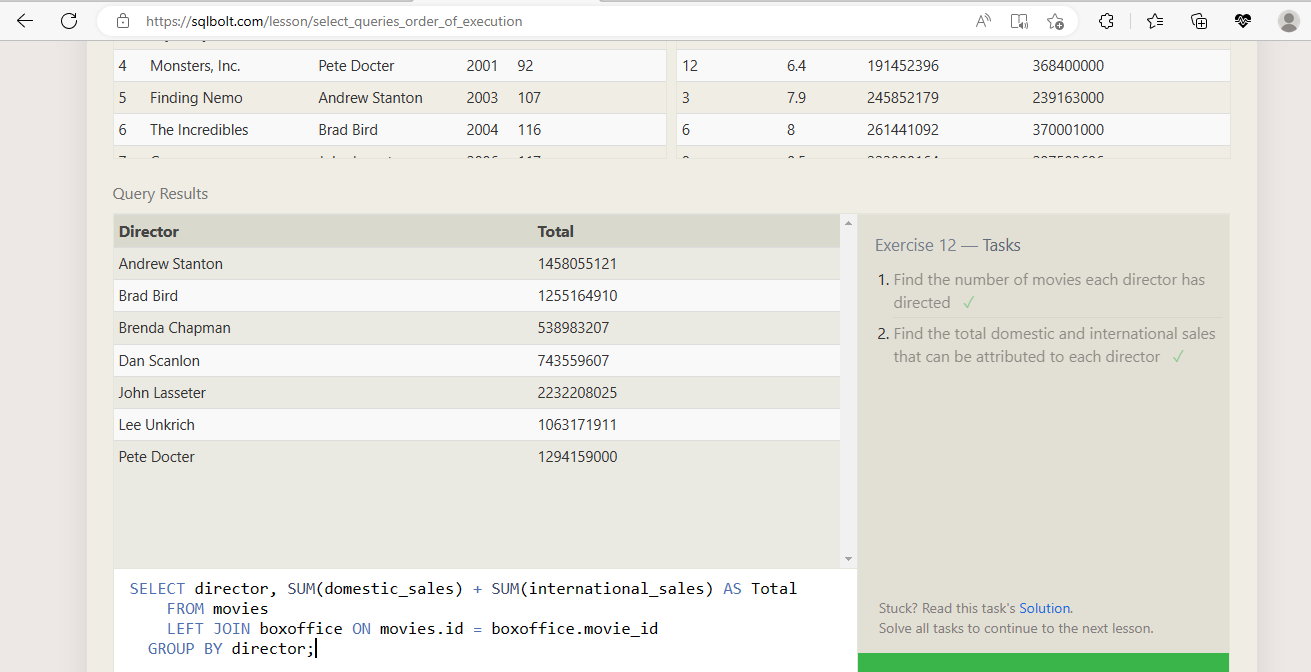 https://sqlbolt.com/lesson/select_queries_order_of_execution
4 Monsters, Inc. Pete Docter 2001 92 12 6.4 191452396 368400000
5 Finding Nemo Andrew Stanton 2003 107 3 7.9 245852179 239163000
6 The Incredibles Brad Bird 2004 116 6 8 261441092 370001000
Query Results
Director Total
Andrew Stanton 1458055121
Brad Bird 1255164910
Brenda Chapman 538983207
Dan Scanlon 743559607
John Lasseter 2232208025
Lee Unkrich 1063171911
Pete Docter 1294159000
Exercise 12 — Tasks
1. Find the number of movies each director has
directed ✓
2. Find the total domestic and international sales
that can be attributed to each director ✓
Stuck? Read this task's Solution.
Solve all tasks to continue to the next lesson.
SELECT director, SUM(domestic_sales) + SUM(international_sales) AS Total
FROM movies
LEFT JOIN boxoffice ON movies.id = boxoffice.movie_id
GROUP BY director;